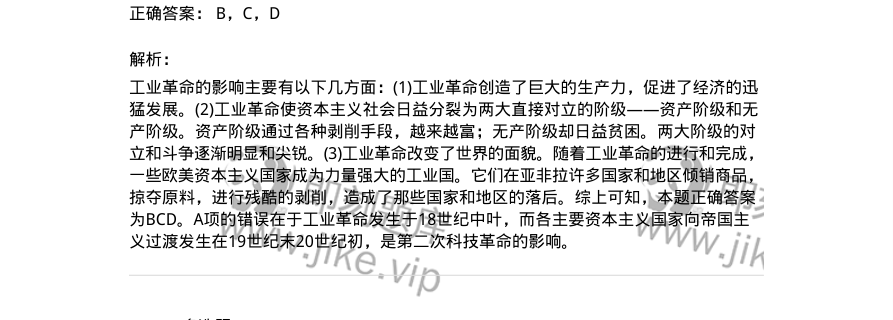 正确答案： B，C，D
解析：
工业革命的影响主要有以下几方面：(1)工业革命创造了巨大的生产力，促进了经济的迅
猛发展。(2)工业革命使资本主义社会日益分裂为两大直接对立的阶级——资产阶级和无
产阶级。资产阶级通过各种剥削手段，越来越富；无产阶级却日益贫困。两大阶级的对
立和斗争逐渐明显和尖锐。(3)工业革命改变了世界的面貌。随着工业革命的进行和完成，
一些欧美资本主义国家成为力量强大的工业国。它们在亚非拉许多国家和地区倾销商品，
掠夺原料，进行残酷的剥削，造成了那些国家和地区的落后。综上可知，本题正确答案
为BCD。A项的错误在于工业革命发生于18世纪中叶，而各主要资本主义国家向帝国主
义过渡发生在19世纪末20世纪初，是第二次科技革命的影响。
即刻题库
www.jike.vip
即刻
www.jike